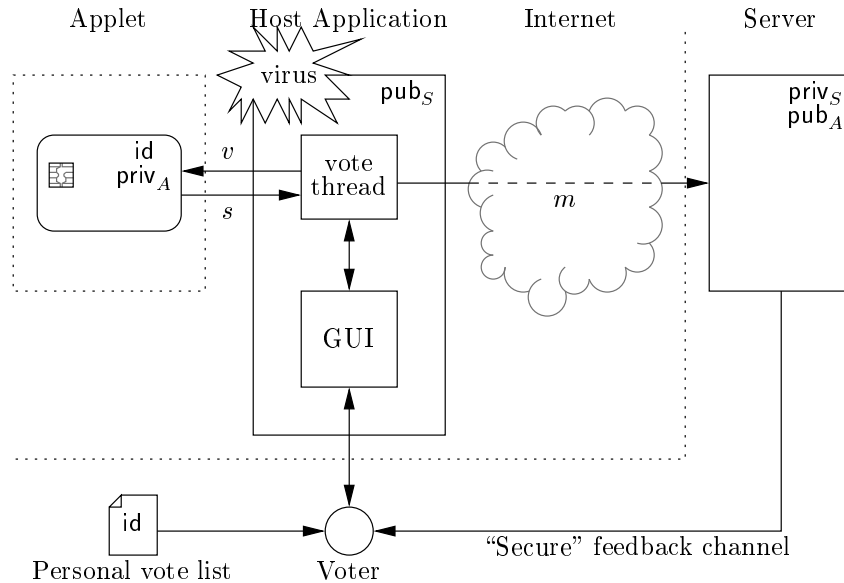 Applet
Host Application
Internet
Server
virus
pub_S
priv_S
pub_A
id
priv_A
v
s
vote
thread
m
GUI
id
"Secure" feedback channel
Personal vote list
Voter